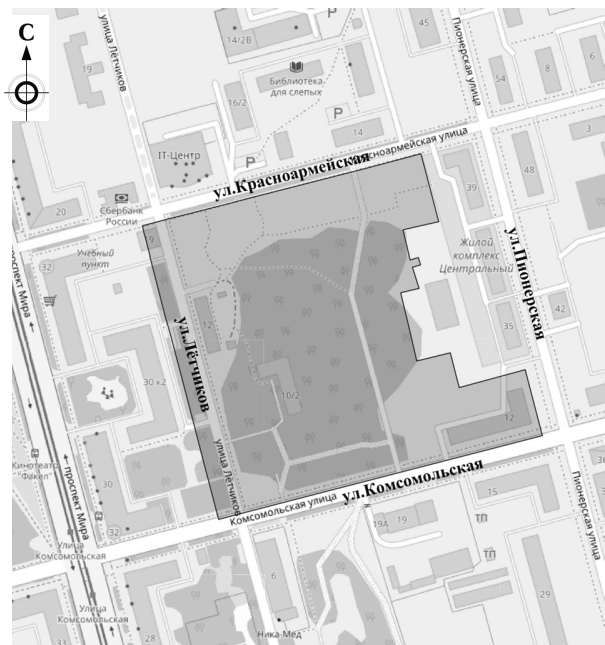 С
улица Лётчиков
19
14/2В
Р
45
Пионерская улица
6
8
54
Библиотека
для слепых
16/2
Р
14
3
IT-Центр
Р
Красноармейская улица
ул.Красноармейская
39
48
Сбербанк
России
20
9
Учебный
пункт
32
проспект Мира
Жилой
комплекс
Центральный
ул.Пионерская
42
12
35
ул.Лётчиков
30 к2
10/2
12
улица Лётчиков
Кинотеатр
"Факел"
30
проспект Мира
ул.Комсомольская
Комсомольская улица
15
19А
19
ТП
ТП
Пионерская улица
32
Улица
Комсомольская
6
29
Улица
Комсомольская
Ника-Мед
33
28